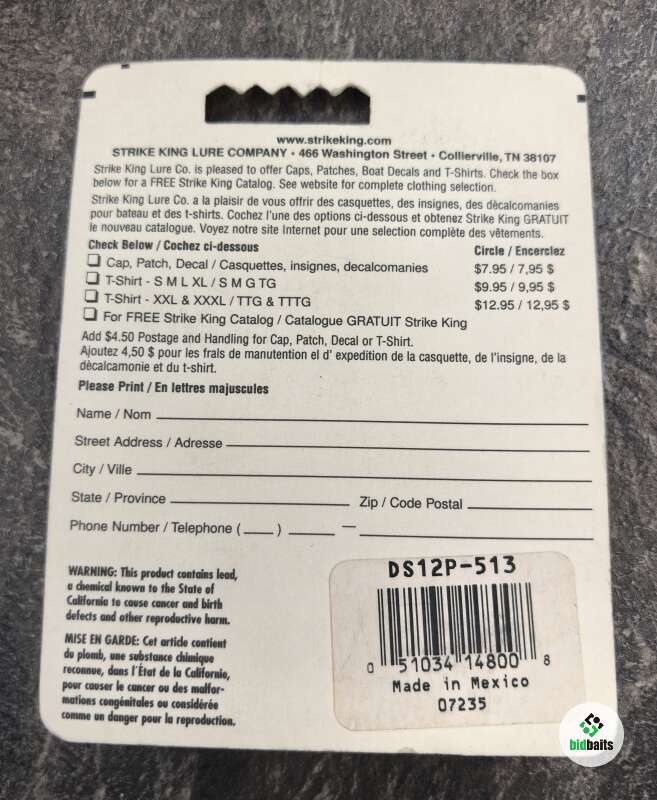 www.strikeking.com
STRIKE KING LURE COMPANY • 466 Washington Street • Collierville, TN 38107
Strike King Lure Co. is pleased to offer Caps, Patches, Boat Decals and T-Shirts. Check the box
below for a FREE Strike King Catalog. See website for complete clothing selection.
Strike King Lure Co. a la plaisir de vous offrir des casquettes, des insignes, des dècalcomanies
pour bateau et des t-shirts. Cochez l'une des options ci-dessous et obtenez Strike King GRATUIT
le nouveau catalogue. Voyez notre site Internet pour une selection complète des vêtements.
Check Below / Cochez ci-dessous Circle / Encerclez
Cap, Patch, Decal / Casquettes, insignes, decalcomanies $7.95 / 7,95 $
T-Shirt - S M L XL / S M G TG $9.95 / 9,95 $
T-Shirt - XXL & XXXL / TTG & TTTG $12.95 / 12,95 $
For FREE Strike King Catalog / Catalogue GRATUIT Strike King
Add $4.50 Postage and Handling for Cap, Patch, Decal or T-Shirt.
Ajoutez 4,50 $ pour les frais de manutention el d' expedition de la casquette, de l'insigne, de la
dècalcamonie et du t-shirt.
Please Print / En lettres majuscules
Name / Nom
Street Address / Adresse
City / Ville
State / Province Zip / Code Postal
Phone Number / Telephone ( ) —
WARNING: This product contains lead,
a chemical known to the State of
California to cause cancer and birth
defects and other reproductive harm.
MISE EN GARDE: Cet article contient
du plomb, une substance chimique
reconnue, dans l'État de la Californie,
pour causer le cancer ou des malfor-
mations congénitales ou considérée
comme un danger pour la reproduction.
DS12P-513
0 51034 14800 8
Made in Mexico
07235
bidbaits